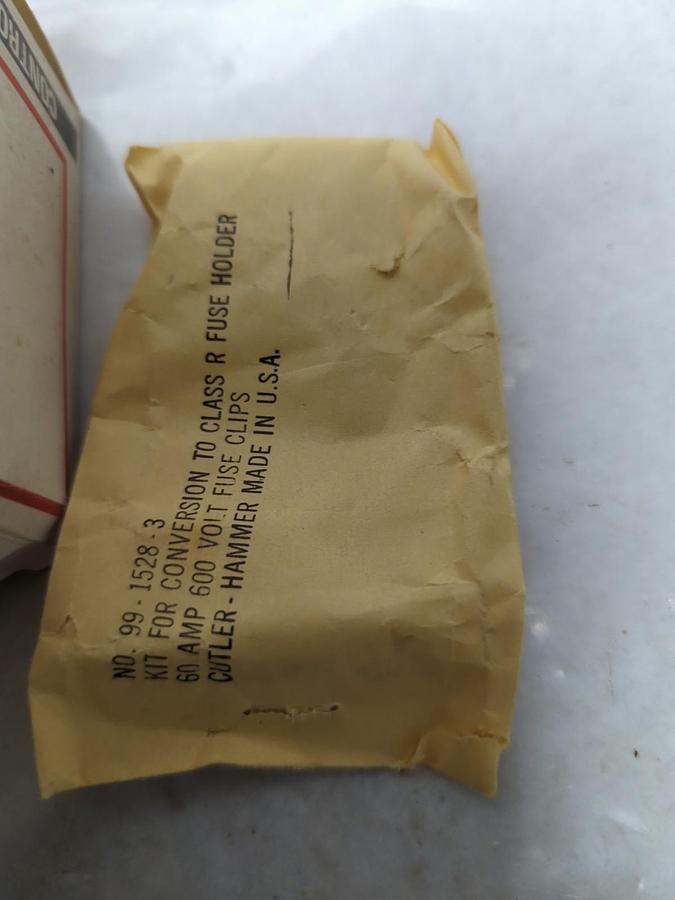 NO. 99-1528-3
KIT FOR CONVERSION TO CLASS R FUSE HOLDER
60 AMP 600 VOLT FUSE CLIPS
CUTLER-HAMMER MADE IN U.S.A.
CONTRO